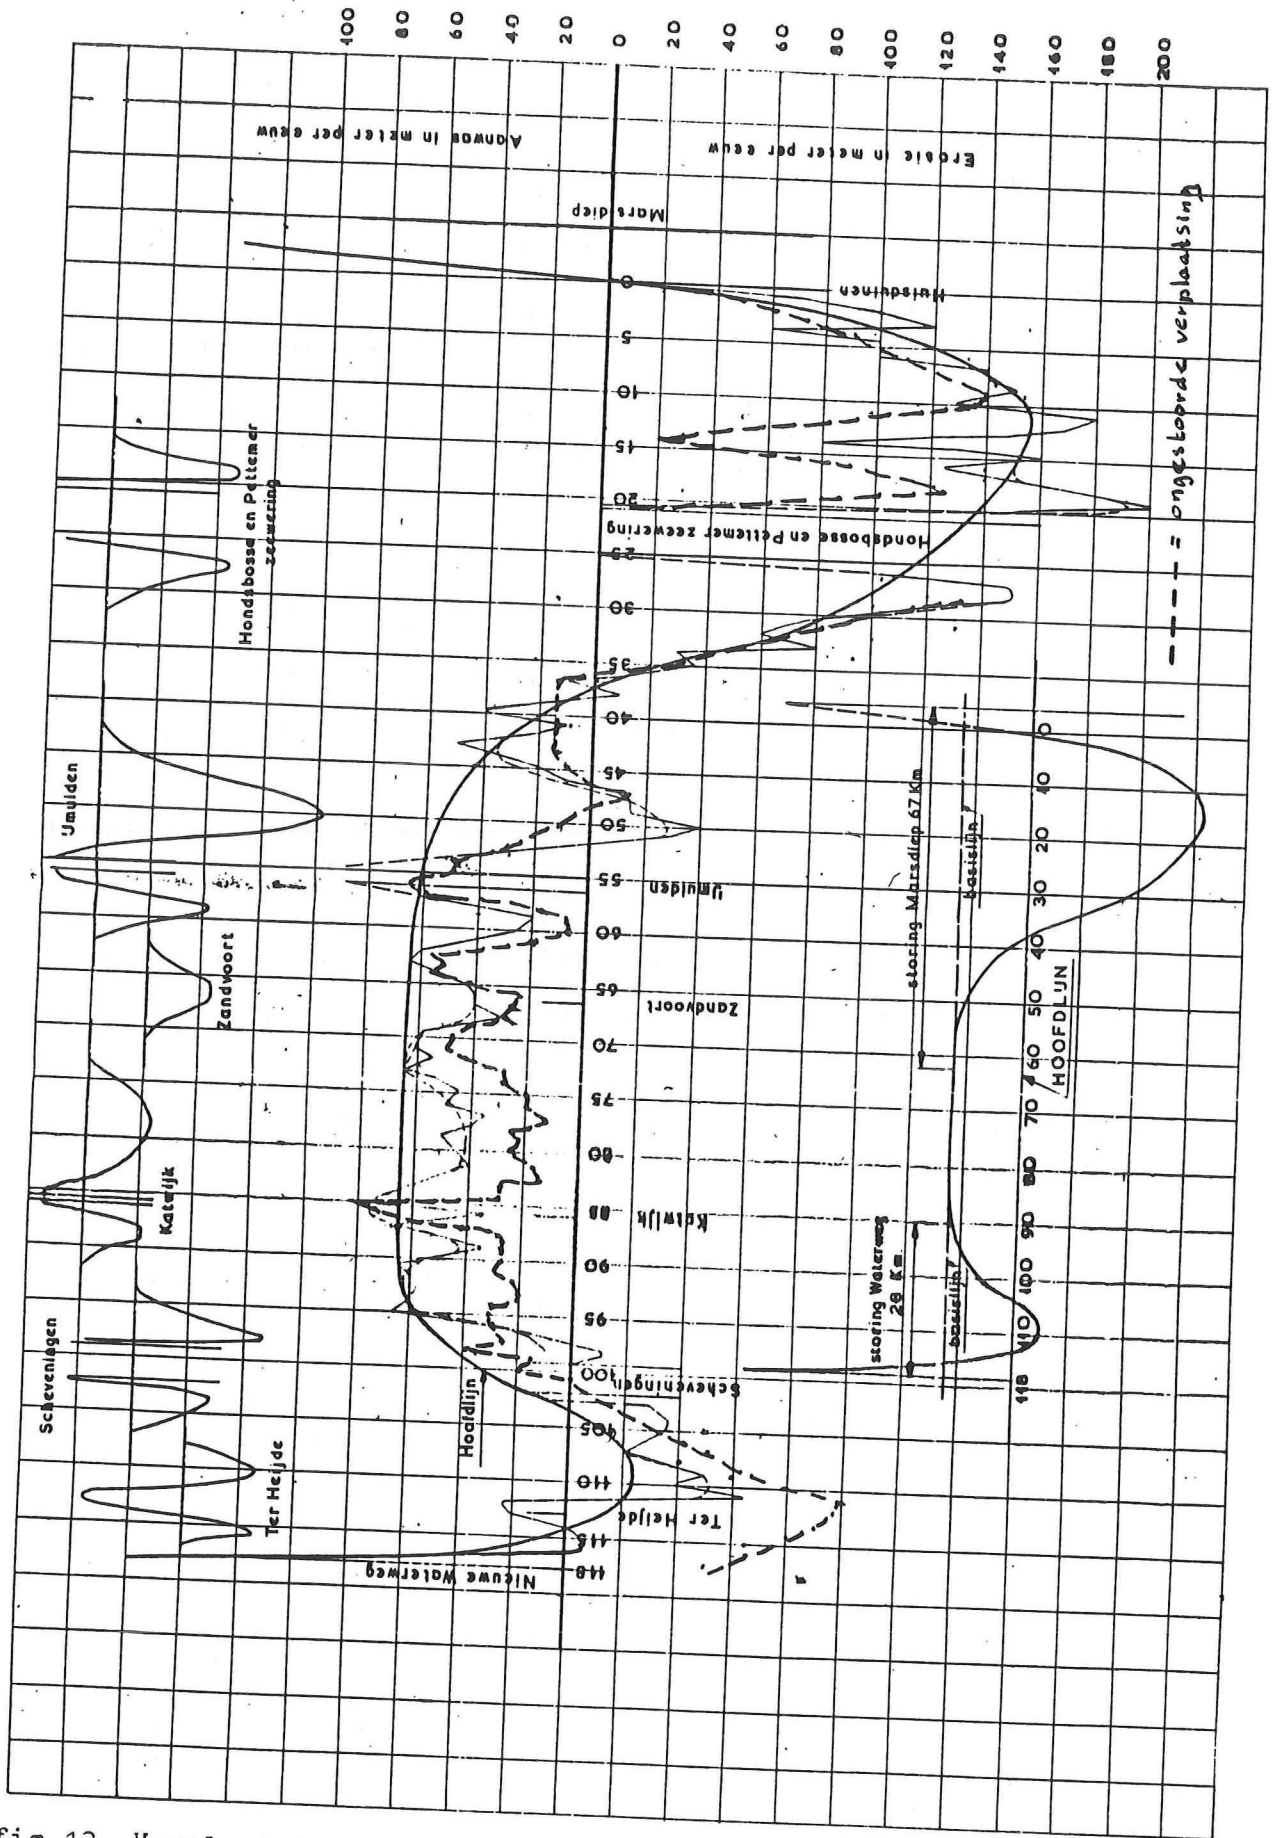 100
80
60
40
20
0
20
40
60
80
100
120
140
160
180
200
Aanwas in meter per eeuw
Erosie in meter per eeuw
Marsdiep
Huisduinen
Hondsbosse en Pettemer zeewering
IJmuiden
Zandvoort
Katwijk
Scheveningen
Ter Heijde
Nieuwe Waterweg
Hoofdlijn
0
5
10
15
20
25
30
35
40
45
50
55
60
65
70
75
80
85
90
95
100
105
110
115
118
Hondsbosse en Pettemer
zeewering
IJmuiden
Zandvoort
Katwijk
Scheveningen
Ter Heijde
----- = ongestoorde verplaatsing
storing Marsdiep 67 Km
basislijn
storing Waterweg
28 Km
basislijn
HOOFDLIJN
0
10
20
30
40
50
60
70
80
90
100
110
118
fig 12